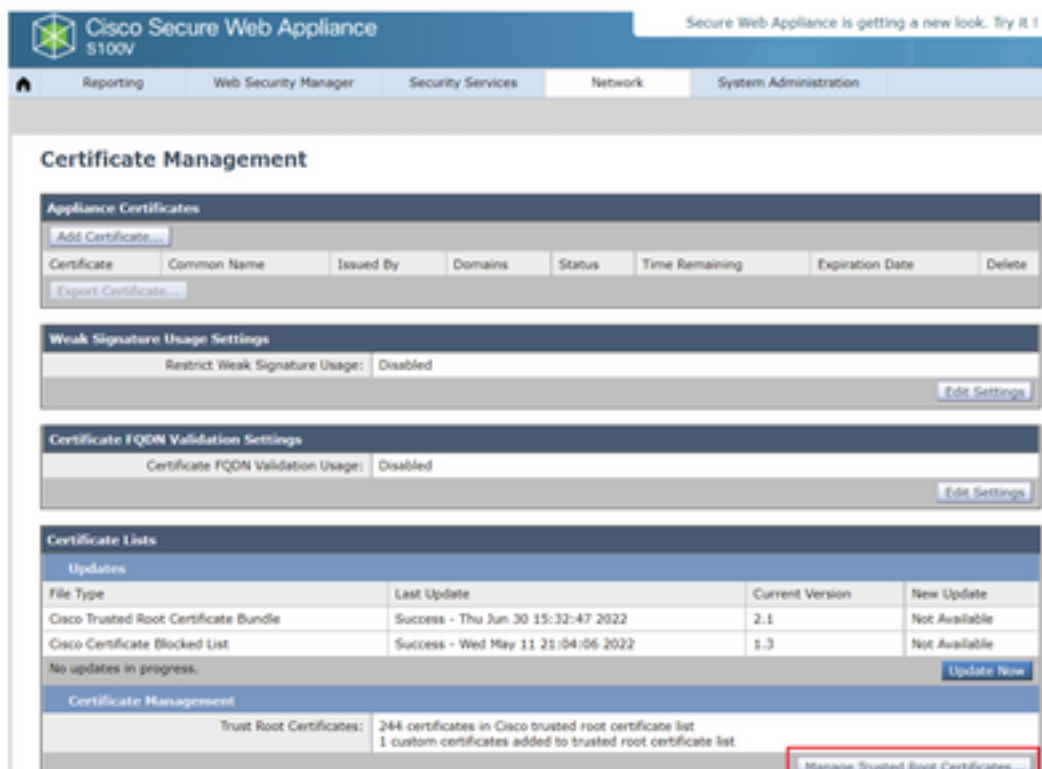 Cisco Secure Web Appliance
S100V
Secure Web Appliance is getting a new look. Try it !
Reporting Web Security Manager Security Services Network System Administration
Certificate Management
Appliance Certificates
Add Certificate...
Certificate Common Name Issued By Domains Status Time Remaining Expiration Date Delete
Export Certificate...
Weak Signature Usage Settings
Restrict Weak Signature Usage: Disabled
Edit Settings
Certificate FQDN Validation Settings
Certificate FQDN Validation Usage: Disabled
Edit Settings
Certificate Lists
Updates
File Type Last Update Current Version New Update
Cisco Trusted Root Certificate Bundle Success - Thu Jun 30 15:32:47 2022 2.1 Not Available
Cisco Certificate Blocked List Success - Wed May 11 21:04:06 2022 1.3 Not Available
No updates in progress. Update Now
Certificate Management
Trust Root Certificates: 244 certificates in Cisco trusted root certificate list
1 custom certificates added to trusted root certificate list
Manage Trusted Root Certificates...